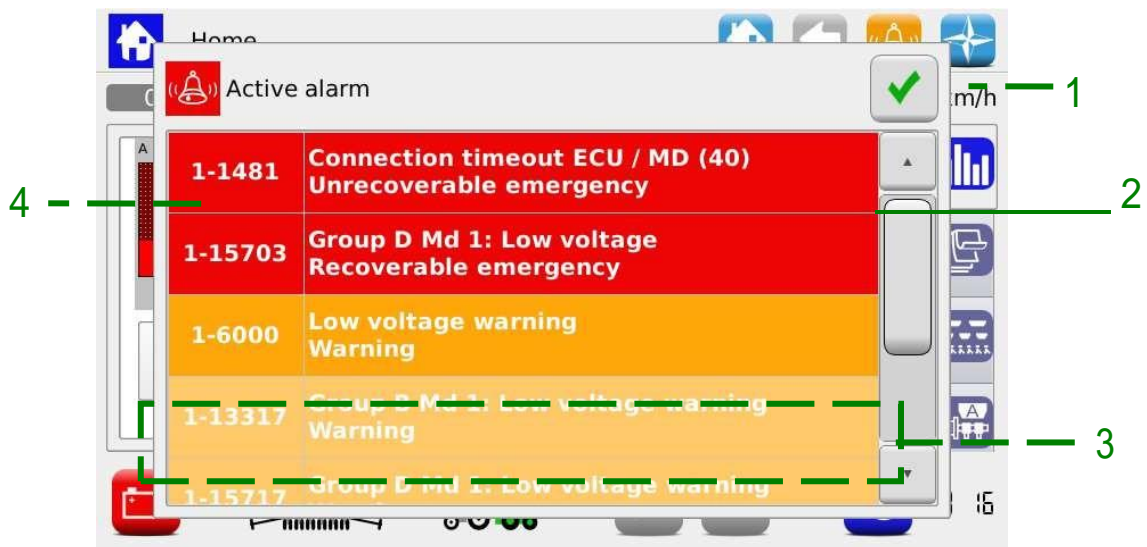 Home
1
Active alarm
km/h
A
1-1481
Connection timeout ECU / MD (40)
Unrecoverable emergency
4
2
1-15703
Group D Md 1: Low voltage
Recoverable emergency
1-6000
Low voltage warning
Warning
1-13317
Group B Md 1: Low voltage warning
Warning
A
3
1-15717
Group D Md 1: Low voltage warning
16